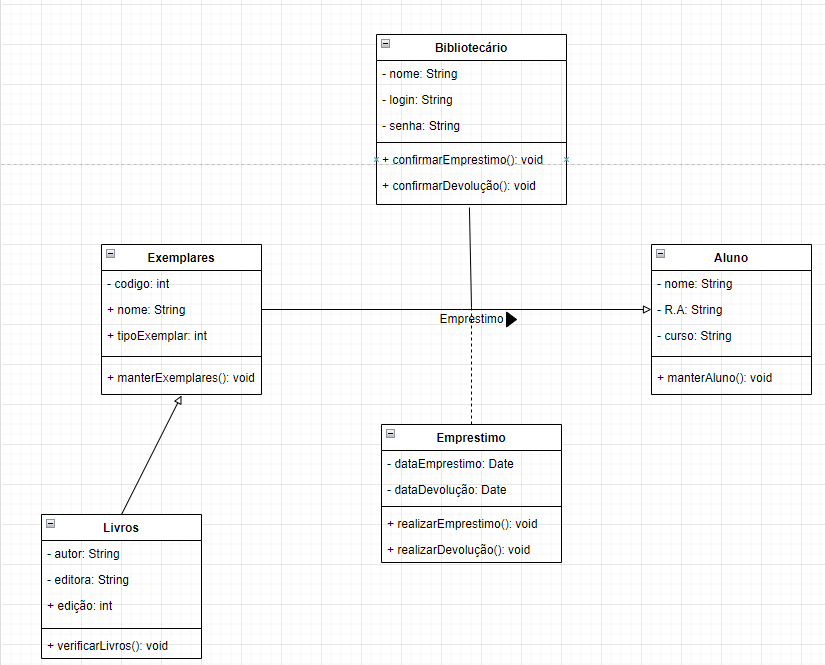 Bibliotecário
- nome: String
- login: String
- senha: String
+ confirmarEmprestimo(): void
+ confirmarDevolução(): void
Exemplares
- codigo: int
+ nome: String
+ tipoExemplar: int
+ manterExemplares(): void
Aluno
- nome: String
- R.A: String
- curso: String
+ manterAluno(): void
Emprestimo
Emprestimo
- dataEmprestimo: Date
- dataDevolução: Date
+ realizarEmprestimo(): void
+ realizarDevolução(): void
Livros
- autor: String
- editora: String
+ edição: int
+ verificarLivros(): void